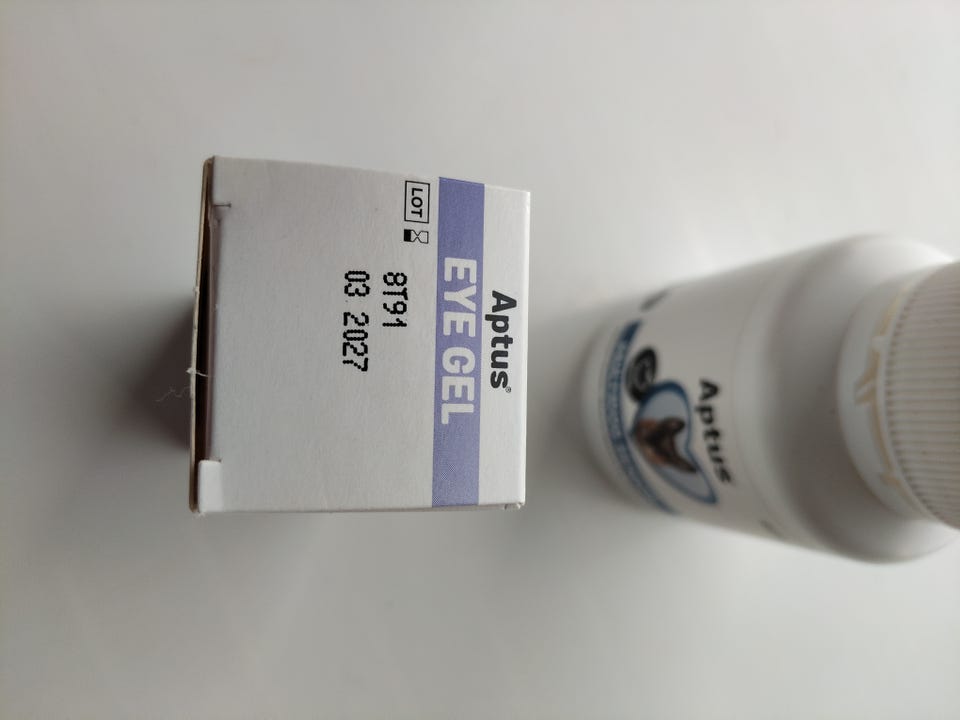 Aptus®
EYE GEL
LOT
8T91
03 2027
Aptus